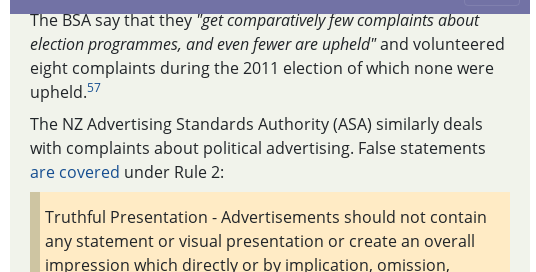 The BSA say that they "get comparatively few complaints about
election programmes, and even fewer are upheld" and volunteered
eight complaints during the 2011 election of which none were
upheld.57
The NZ Advertising Standards Authority (ASA) similarly deals
with complaints about political advertising. False statements
are covered under Rule 2:
Truthful Presentation - Advertisements should not contain
any statement or visual presentation or create an overall
impression which directly or by implication, omission,